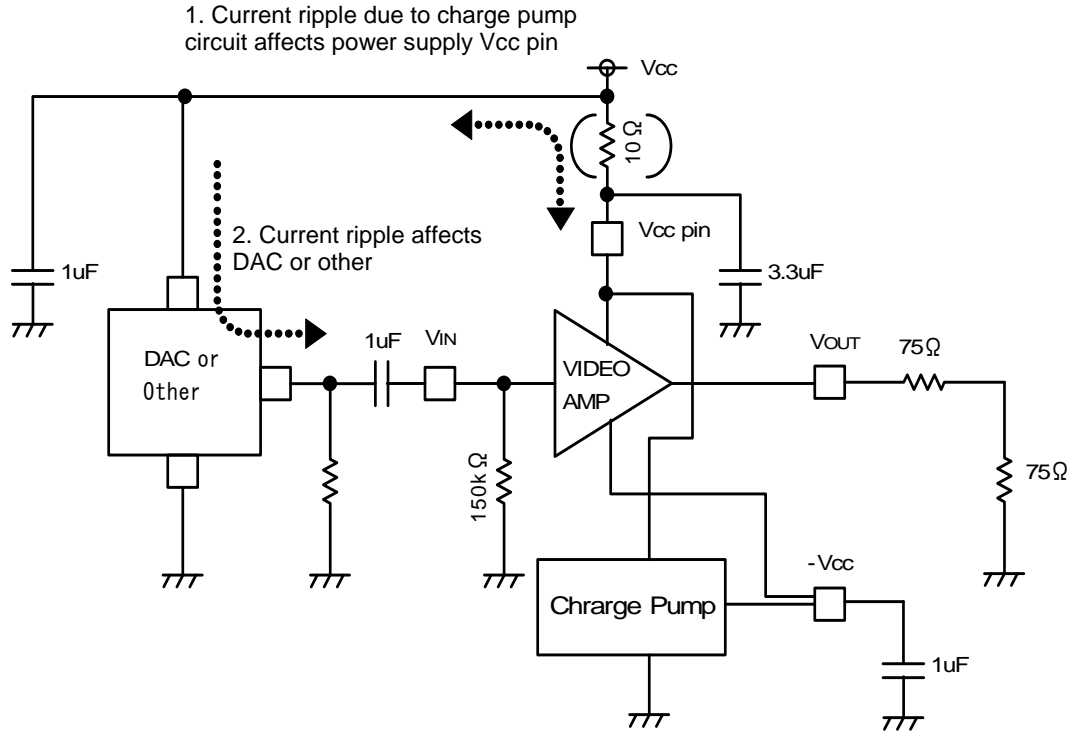 1. Current ripple due to charge pump
circuit affects power supply Vcc pin
Vcc
10Ω
Vcc pin
2. Current ripple affects
DAC or other
1uF
3.3uF
DAC or
Other
1uF
VIN
VIDEO
AMP
VOUT
75Ω
150kΩ
75Ω
-Vcc
Chrarge Pump
1uF